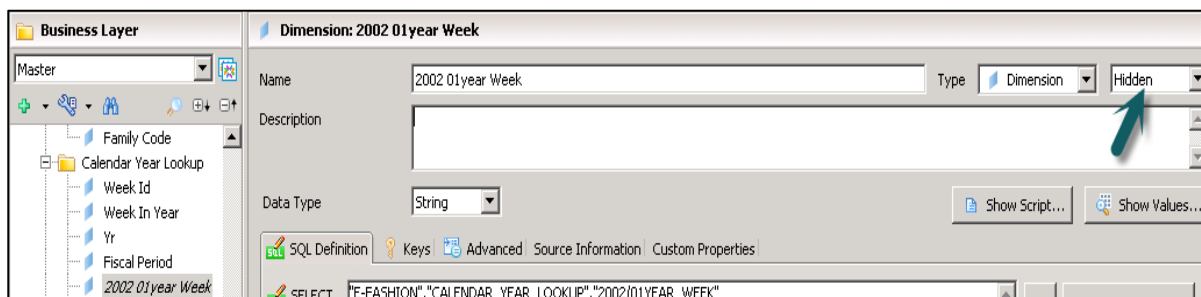 Business Layer
Dimension: 2002 01year Week
Master
Name
2002 01year Week
Type
Dimension
Hidden
Description
Family Code
Calendar Year Lookup
Week Id
Week In Year
Yr
Fiscal Period
2002 01year Week
Data Type
String
Show Script...
Show Values...
SQL Definition
Keys
Advanced
Source Information
Custom Properties
SELECT
"E-FASHION"."CALENDAR_YEAR_LOOKUP"."2002(01YEAR_WEEK"